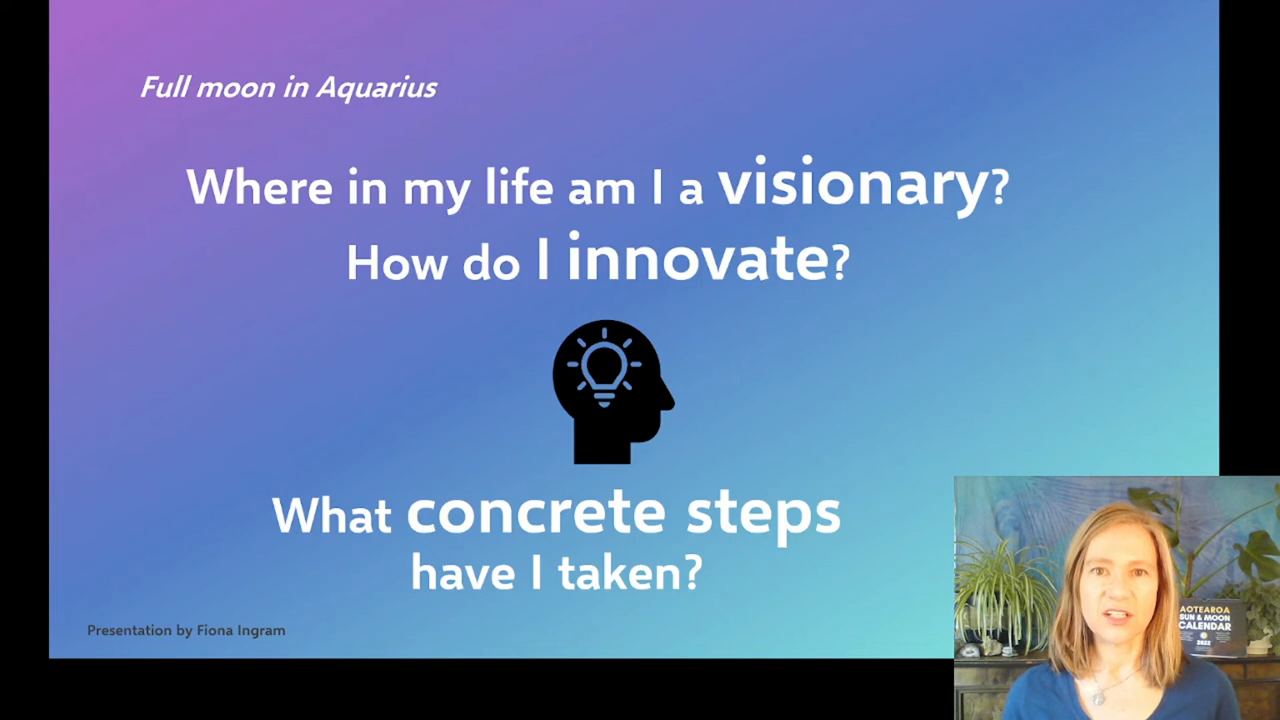 Full moon in Aquarius
Where in my life am I a visionary?
How do I innovate?
What concrete steps
have I taken?
Presentation by Fiona Ingram
AOTEAROA
SUN & MOON
CALENDAR
2022